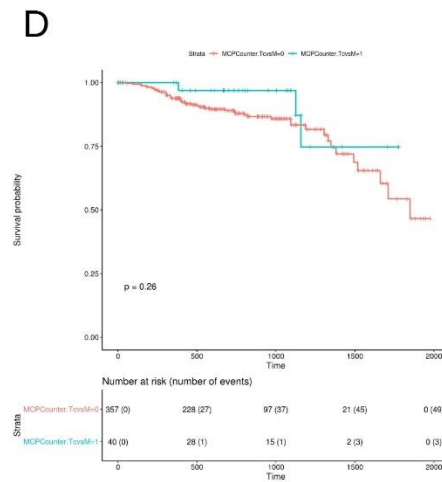 D
Strata MCPCounter.TcvsM=0 MCPCounter.TcvsM=1
1.00
0.75
0.50
0.25
0.00
Survival probability
p = 0.26
0 500 1000 1500 2000
Time
Number at risk (number of events)
Strata
MCPCounter.TcvsM=0 357 (0) 228 (27) 97 (37) 21 (45) 0 (49
MCPCounter.TcvsM=1 40 (0) 28 (1) 15 (1) 2 (3) 0 (3)
0 500 1000 1500 2000
Time